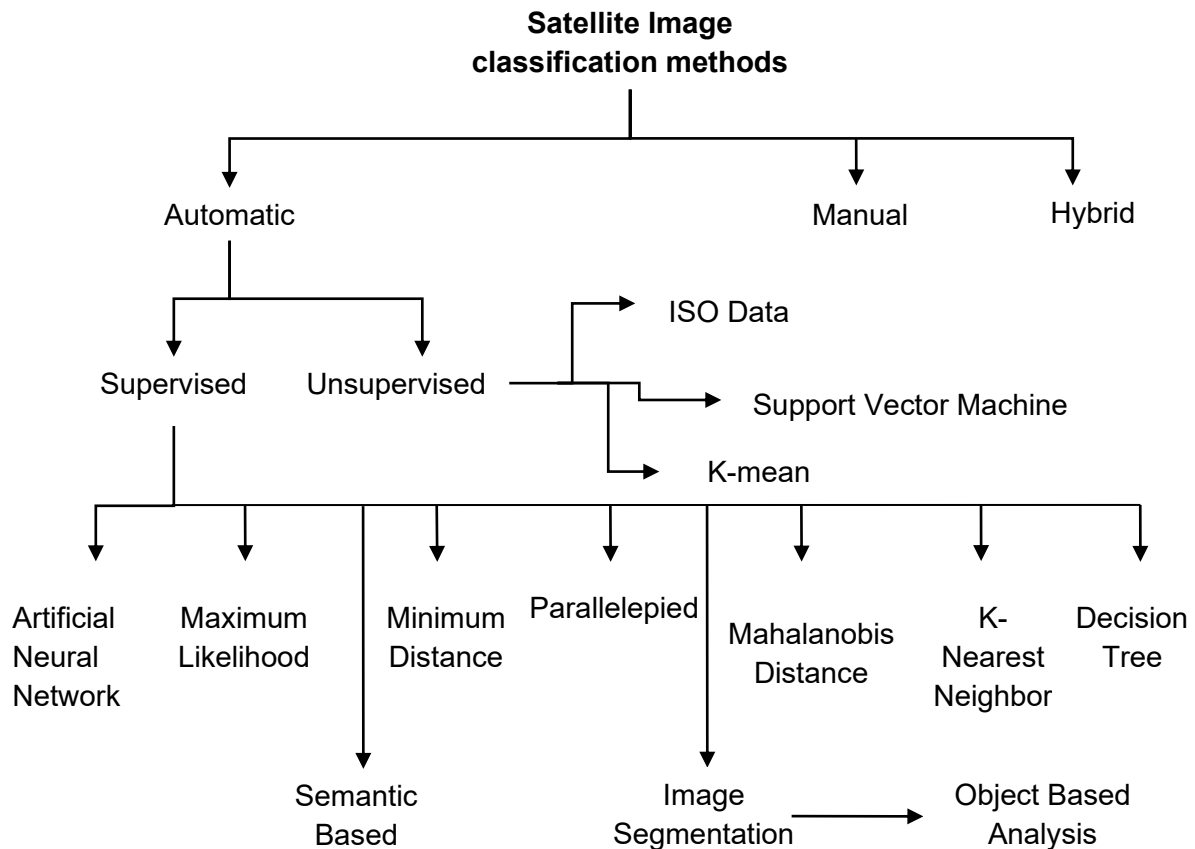 Satellite Image
classification methods
Automatic
Manual
Hybrid
ISO Data
Supervised
Unsupervised
Support Vector Machine
K-mean
Artificial
Neural
Network
Maximum
Likelihood
Minimum
Distance
Parallelepied
Mahalanobis
Distance
K-
Nearest
Neighbor
Decision
Tree
Semantic
Based
Image
Segmentation
Object Based
Analysis